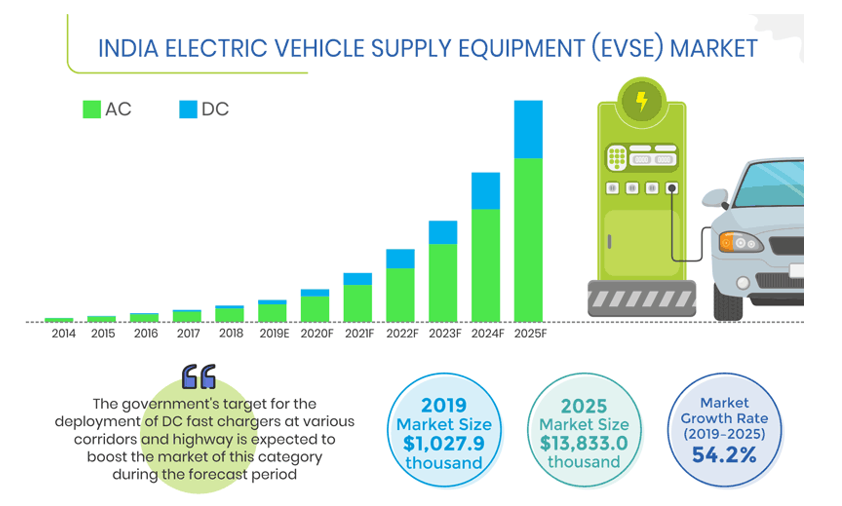 INDIA ELECTRIC VEHICLE SUPPLY EQUIPMENT (EVSE) MARKET
AC DC
2014 2015 2016 2017 2018 2019E 2020F 2021F 2022F 2023F 2024F 2025F
The government's target for the
deployment of DC fast chargers at various
corridors and highway is expected to
boost the market of this category
during the forecast period
2019
Market Size
$1,027.9
thousand
2025
Market Size
$13,833.0
thousand
Market
Growth Rate
(2019-2025)
54.2%